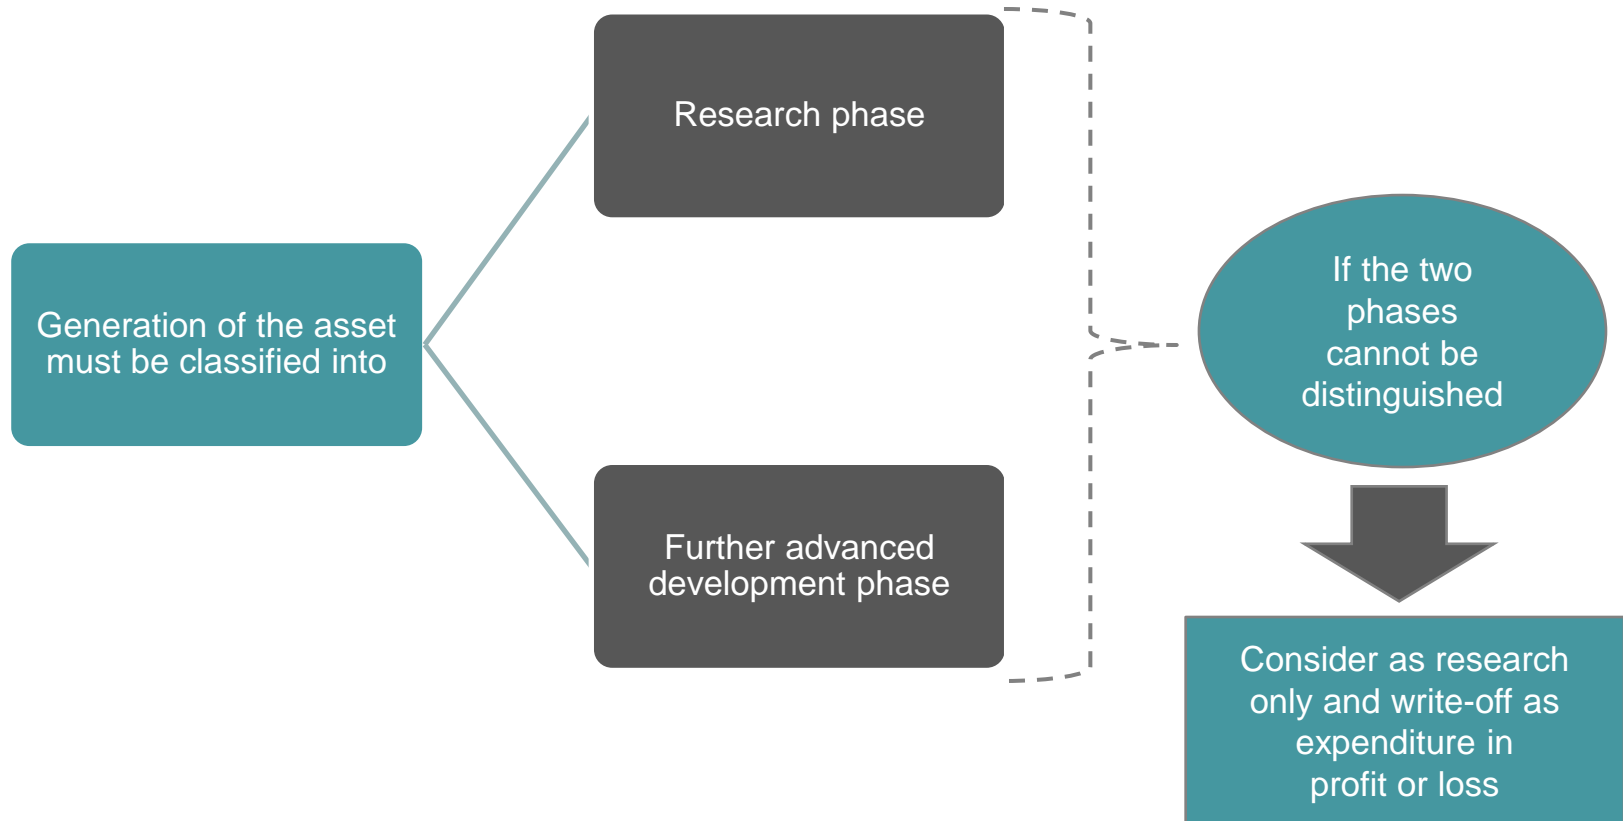 Generation of the asset
must be classified into
Research phase
Further advanced
development phase
If the two
phases
cannot be
distinguished
Consider as research
only and write-off as
expenditure in
profit or loss